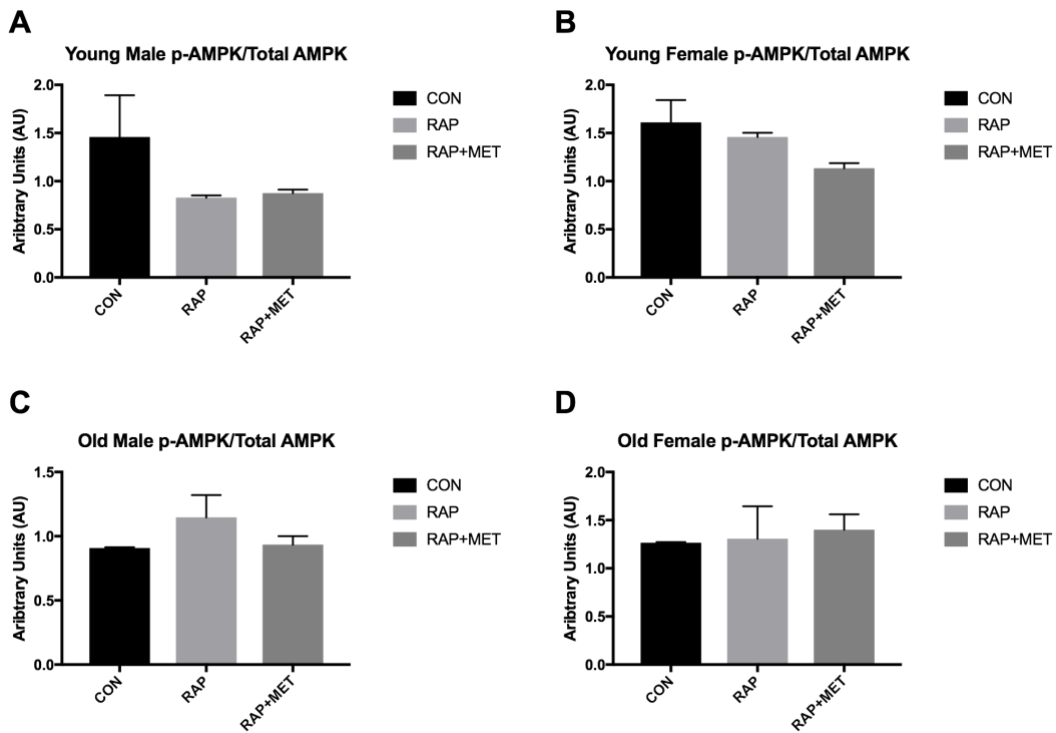 A
Young Male p-AMPK/Total AMPK
Aribtrary Units (AU)
2.0
1.5
1.0
0.5
0.0
CON
RAP
RAP+MET
CON
RAP
RAP+MET
B
Young Female p-AMPK/Total AMPK
Aribtrary Units (AU)
2.0
1.5
1.0
0.5
0.0
CON
RAP
RAP+MET
CON
RAP
RAP+MET
C
Old Male p-AMPK/Total AMPK
Aribtrary Units (AU)
1.5
1.0
0.5
0.0
CON
RAP
RAP+MET
CON
RAP
RAP+MET
D
Old Female p-AMPK/Total AMPK
Aribtrary Units (AU)
2.0
1.5
1.0
0.5
0.0
CON
RAP
RAP+MET
CON
RAP
RAP+MET